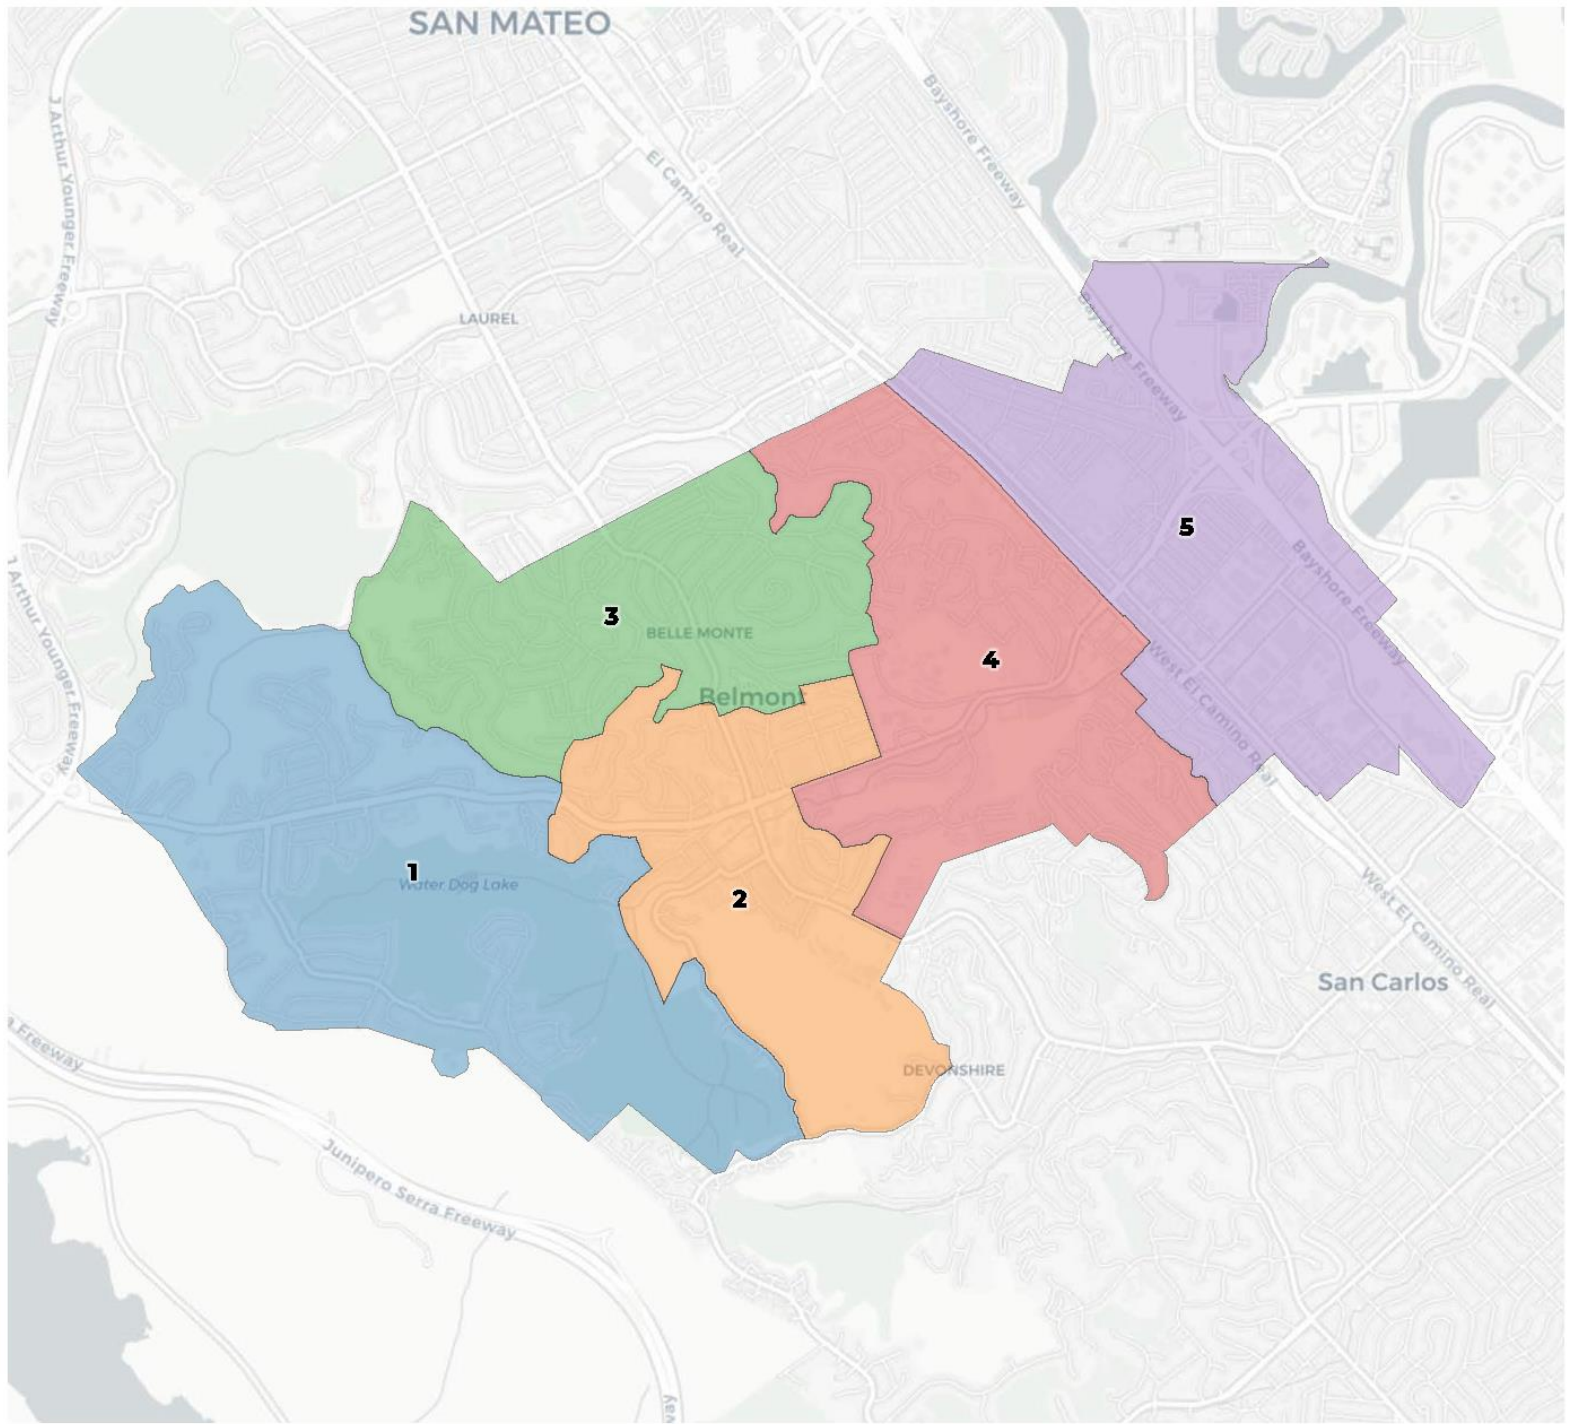 SAN MATEO
Bayshore Freeway
J Arthur Younger Freeway
El Camino Real
LAUREL
Bayshore Freeway
5
Bayshore Freeway
3
BELLE MONTE
4
J Arthur Younger Freeway
Belmont
West El Camino Real
1
Water Dog Lake
2
West El Camino Real
San Carlos
Freeway
DEVONSHIRE
Junipero Serra Freeway